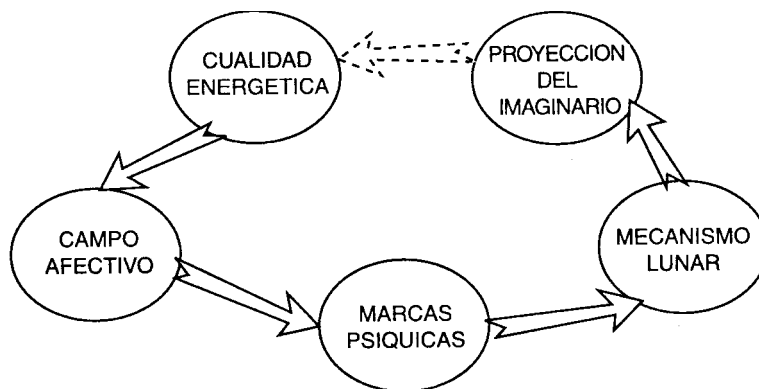 CUALIDAD
ENERGETICA
PROYECCION
DEL
IMAGINARIO
CAMPO
AFECTIVO
MECANISMO
LUNAR
MARCAS
PSIQUICAS